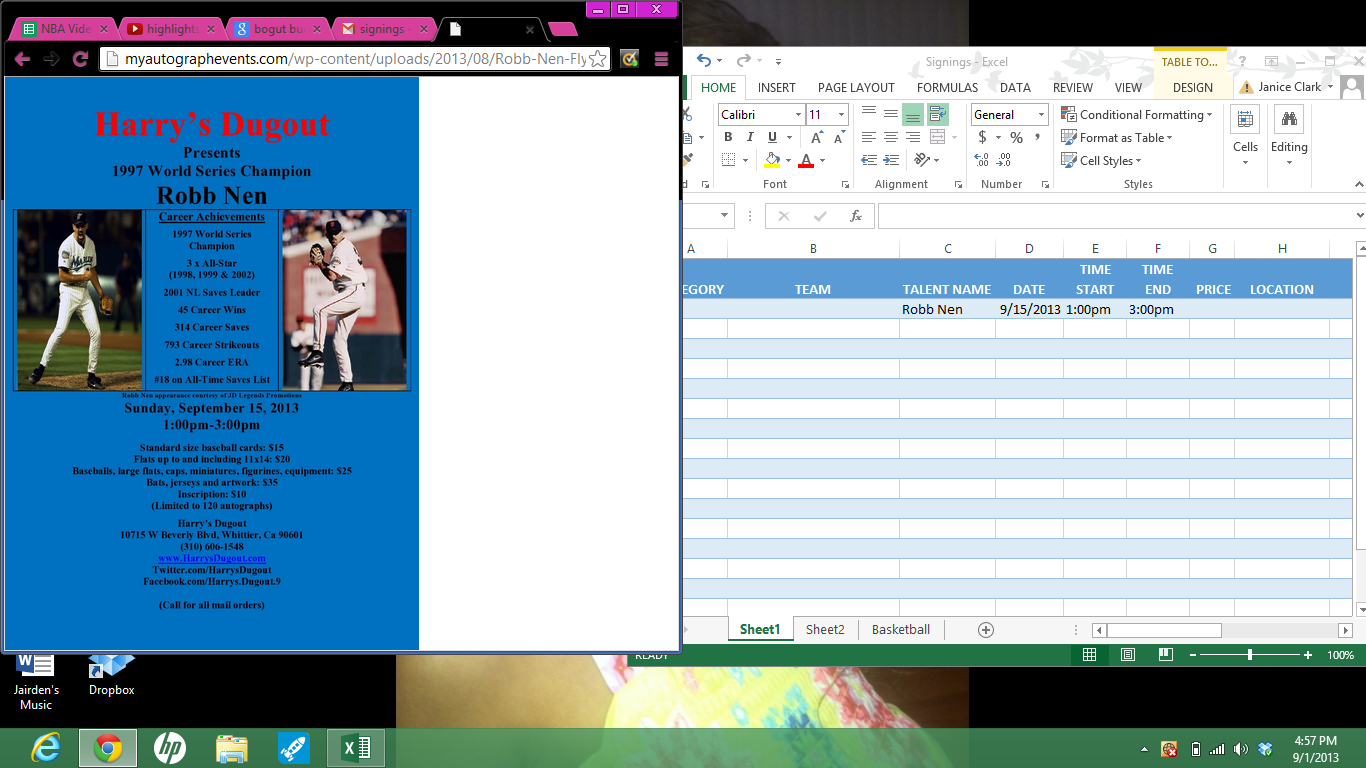 NBA Vide
highlight
bogut bu
signings -
myautographevents.com/wp-content/uploads/2013/08/Robb-Nen-Fly
Harry's Dugout
Presents
1997 World Series Champion
Robb Nen
Career Achievements
1997 World Series
Champion
3 x All-Star
(1998, 1999 & 2002)
2001 NL Saves Leader
45 Career Wins
314 Career Saves
793 Career Strikeouts
2.98 Career ERA
#18 on All-Time Saves List
Robb Nen appearance courtesy of JD Legends Promotions
Sunday, September 15, 2013
1:00pm-3:00pm
Standard size baseball cards: $15
Flats up to and including 11x14: $20
Baseballs, large flats, caps, miniatures, figurines, equipment: $25
Bats, jerseys and artwork: $35
Inscription: $10
(Limited to 120 autographs)
Harry's Dugout
10715 W Beverly Blvd, Whittier, Ca 90601
(310) 606-1548
www.HarrysDugout.com
Twitter.com/HarrysDugout
Facebook.com/Harrys.Dugout.9
(Call for all mail orders)
Signings - Excel
TABLE TO...
HOME INSERT PAGE LAYOUT FORMULAS DATA REVIEW VIEW DESIGN Janice Clark
Calibri 11 General Conditional Formatting
B I U A A $ % , Format as Table
Cell Styles
Cells Editing
Font Alignment Number Styles
fx
A B C D E F G H
EGORY TEAM TALENT NAME DATE TIME START TIME END PRICE LOCATION
Robb Nen 9/15/2013 1:00pm 3:00pm
Sheet1 Sheet2 Basketball
READY 100%
Jairden's
Music
Dropbox
4:57 PM
9/1/2013